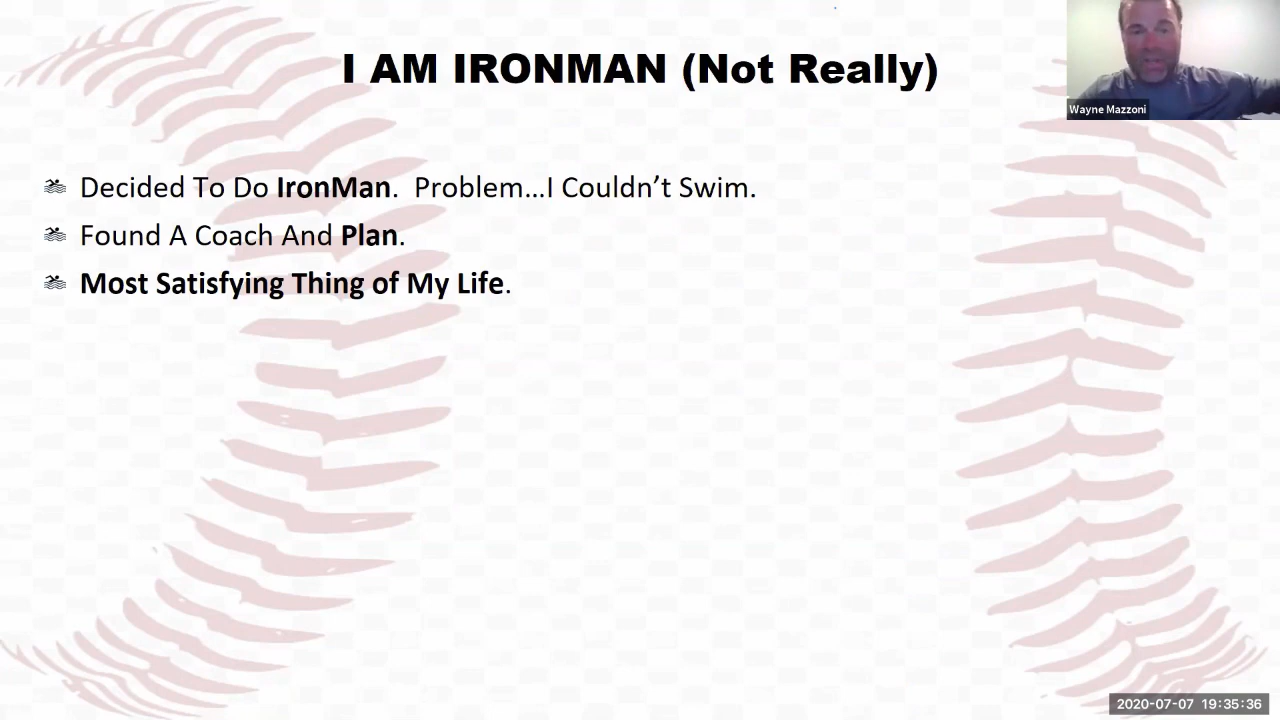 I AM IRONMAN (Not Really)
Wayne Mazzoni
Decided To Do IronMan.  Problem...I Couldn’t Swim.
Found A Coach And Plan.
Most Satisfying Thing of My Life.
2020-07-07 19:35:36